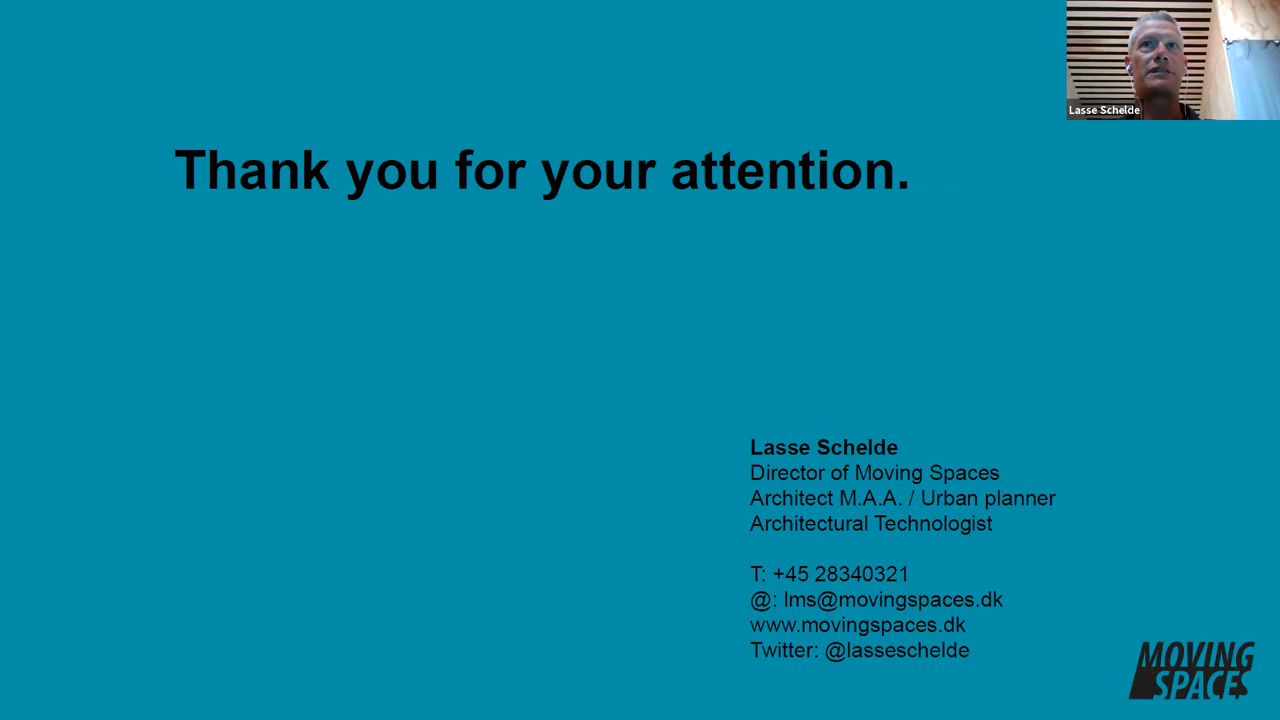 Lasse Schelde
Thank you for your attention.
Lasse Schelde
Director of Moving Spaces
Architect M.A.A. / Urban planner
Architectural Technologist
T: +45 28340321
@: lms@movingspaces.dk
www.movingspaces.dk
Twitter: @lasseschelde
MOVING
SPACES